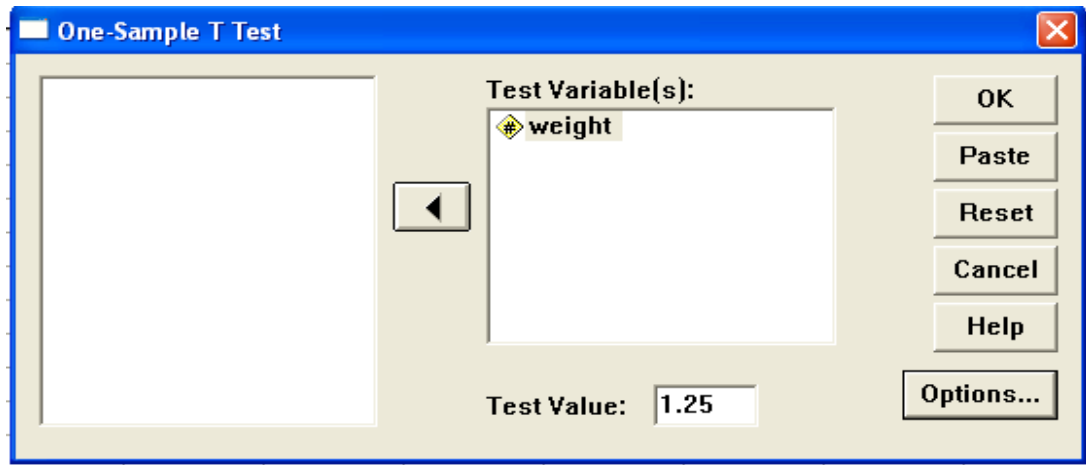 One-Sample T Test
Test Variable(s):
# weight
Test Value: 1.25
OK
Paste
Reset
Cancel
Help
Options...